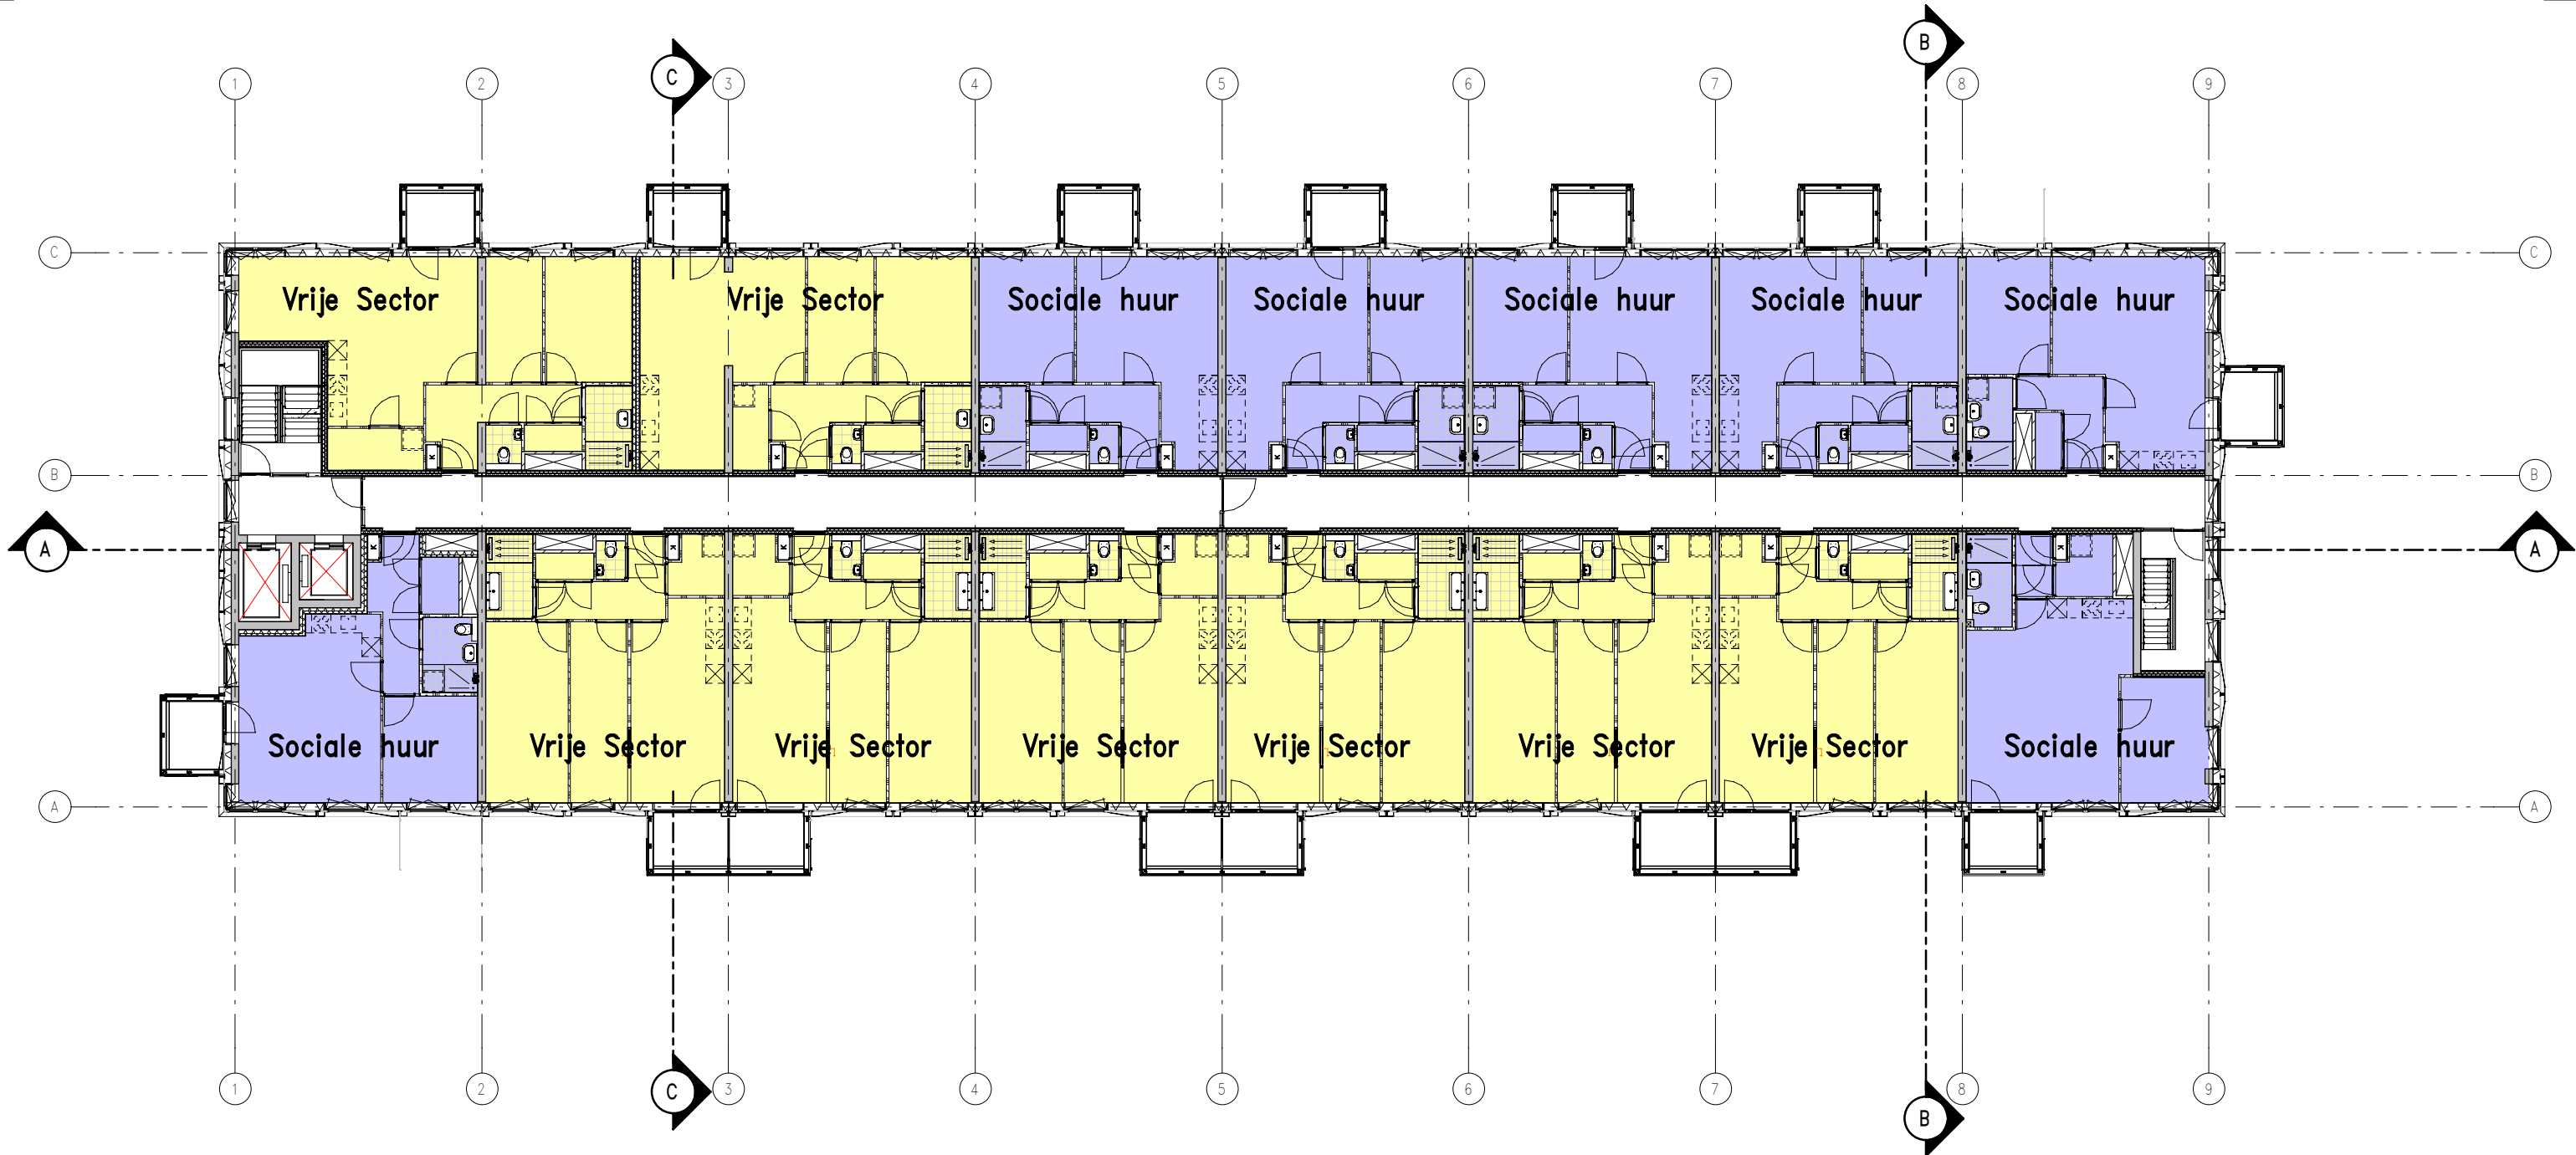 B
C
1 2 3 4 5 6 7 8 9
C C
Vrije Sector Vrije Sector Sociale huur Sociale huur Sociale huur Sociale huur Sociale huur
K K K K K K K
B B
A A
K K K K K K K K
Sociale huur Vrije Sector Vrije Sector Vrije Sector Vrije Sector Vrije Sector Vrije Sector Sociale huur
A A
1 2 3 4 5 6 7 8 9
C
B